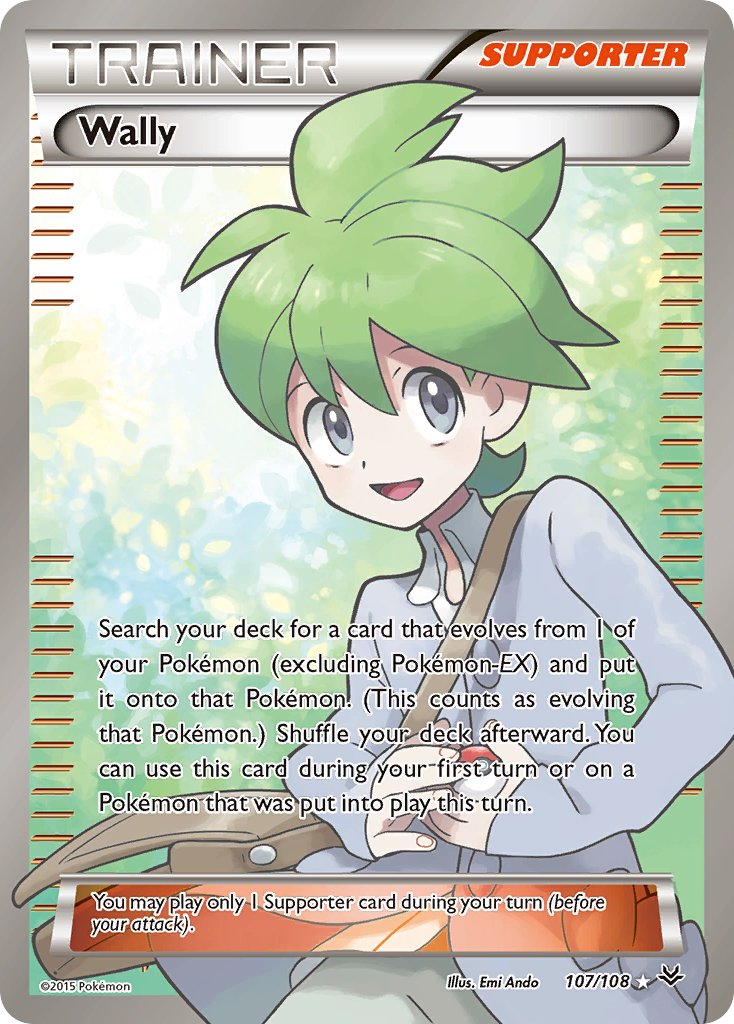 TRAINER
SUPPORTER
Wally
Search your deck for a card that evolves from 1 of
your Pokémon (excluding Pokémon-EX) and put
it onto that Pokémon. (This counts as evolving
that Pokémon.) Shuffle your deck afterward. You
can use this card during your first turn or on a
Pokémon that was put into play this turn.
You may play only 1 Supporter card during your turn (before
your attack).
©2015 Pokémon
Illus. Emi Ando
107/108